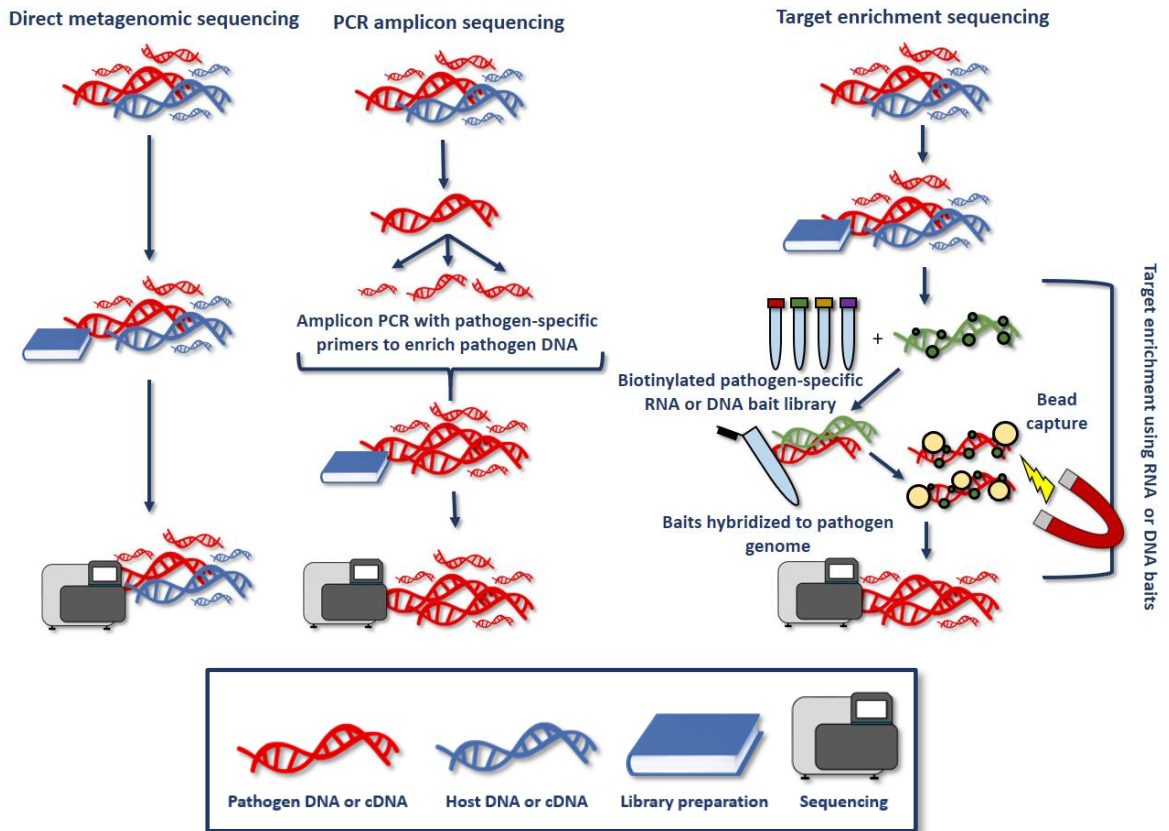 Direct metagenomic sequencing
PCR amplicon sequencing
Target enrichment sequencing
Amplicon PCR with pathogen-specific
primers to enrich pathogen DNA
+
Biotinylated pathogen-specific
RNA or DNA bait library
Bead
capture
Baits hybridized to pathogen
genome
Target enrichment using RNA or DNA baits
Pathogen DNA or cDNA
Host DNA or cDNA
Library preparation
Sequencing